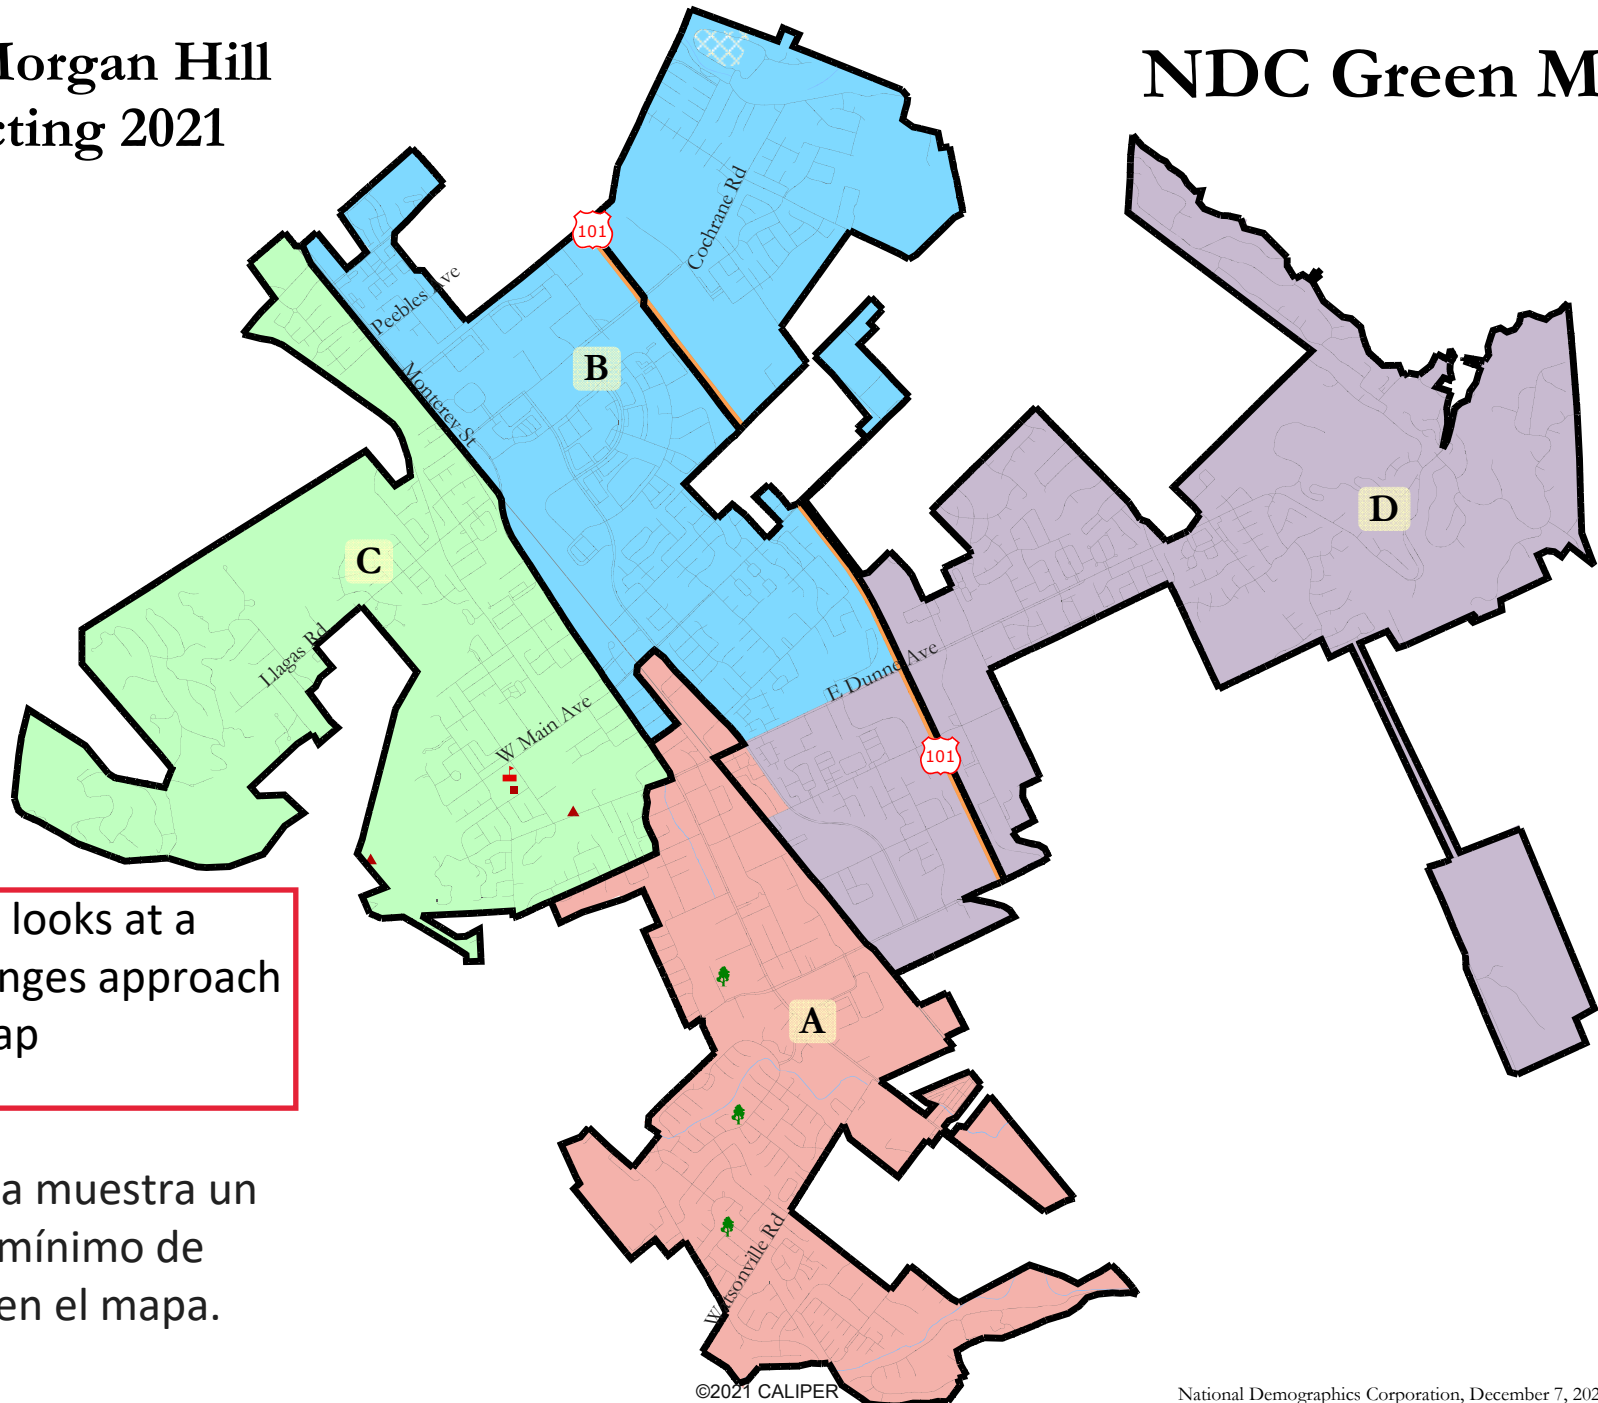 Morgan Hill
cting 2021
NDC Green M
101
Cochrane Rd
Peebles Ave
Monterey St
B
C
D
Llagas Rd
E Dunne Ave
W Main Ave
101
looks at a
nges approach
ap
A
a muestra un
mínimo de
en el mapa.
Watsonville Rd
©2021 CALIPER
National Demographics Corporation, December 7, 202